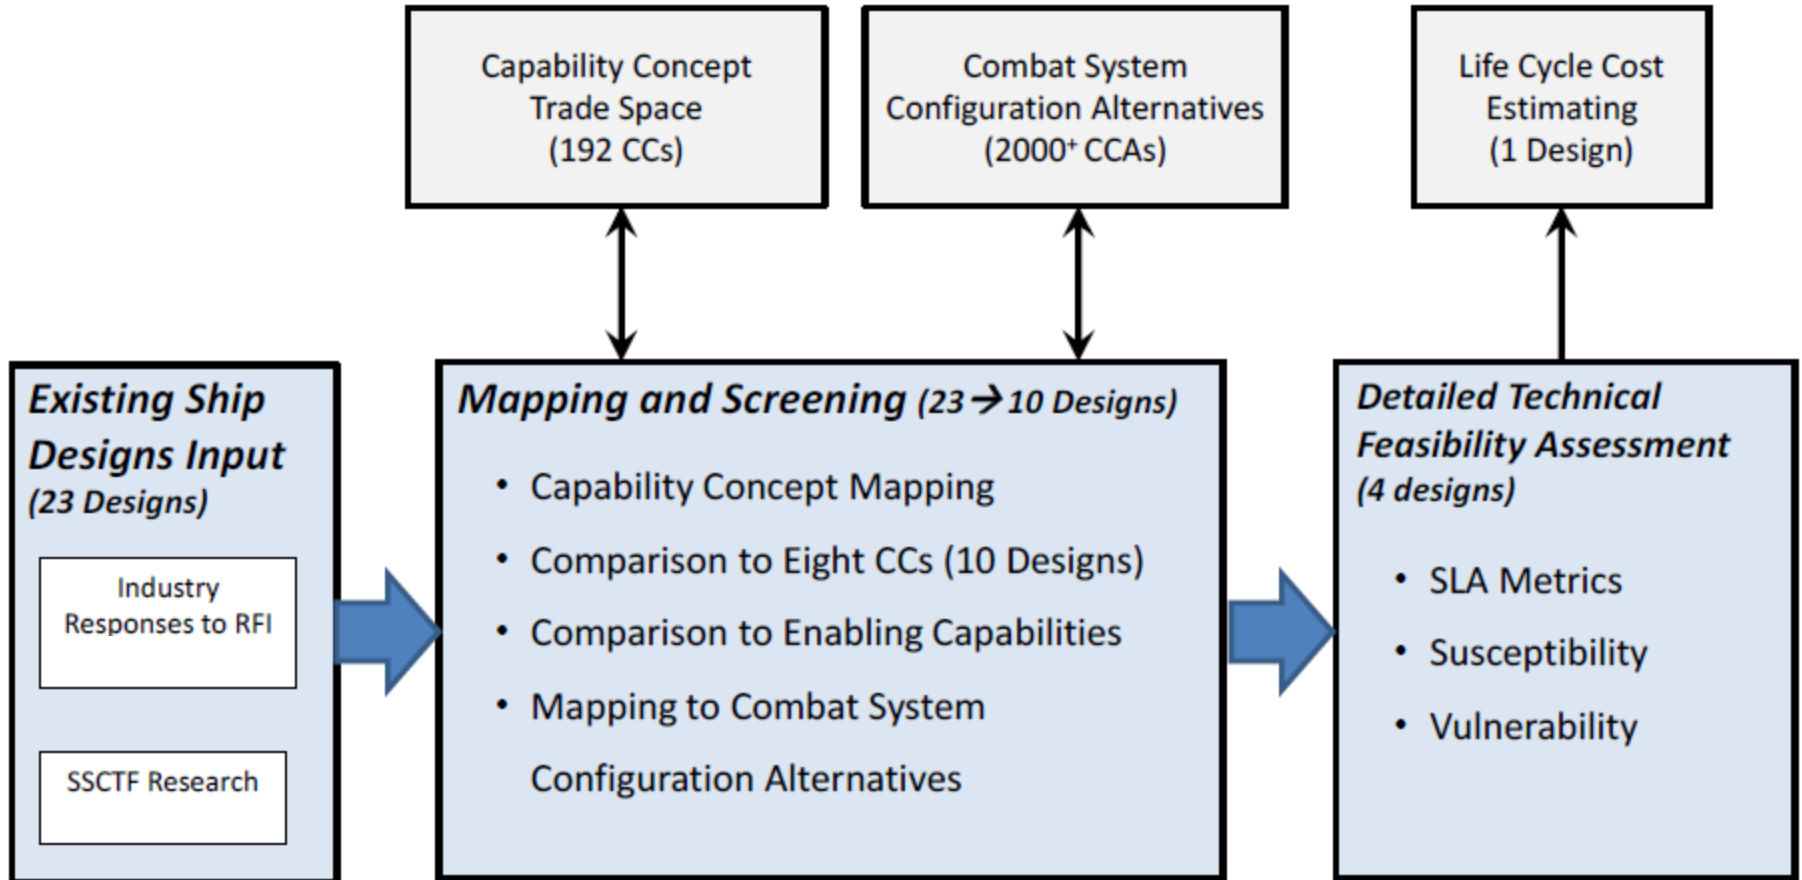 Capability Concept
Trade Space
(192 CCs)
Combat System
Configuration Alternatives
(2000⁺ CCAs)
Life Cycle Cost
Estimating
(1 Design)
Existing Ship
Designs Input
(23 Designs)
Industry
Responses to RFI
SSCTF Research
Mapping and Screening (23→10 Designs)
• Capability Concept Mapping
• Comparison to Eight CCs (10 Designs)
• Comparison to Enabling Capabilities
• Mapping to Combat System
Configuration Alternatives
Detailed Technical
Feasibility Assessment
(4 designs)
• SLA Metrics
• Susceptibility
• Vulnerability